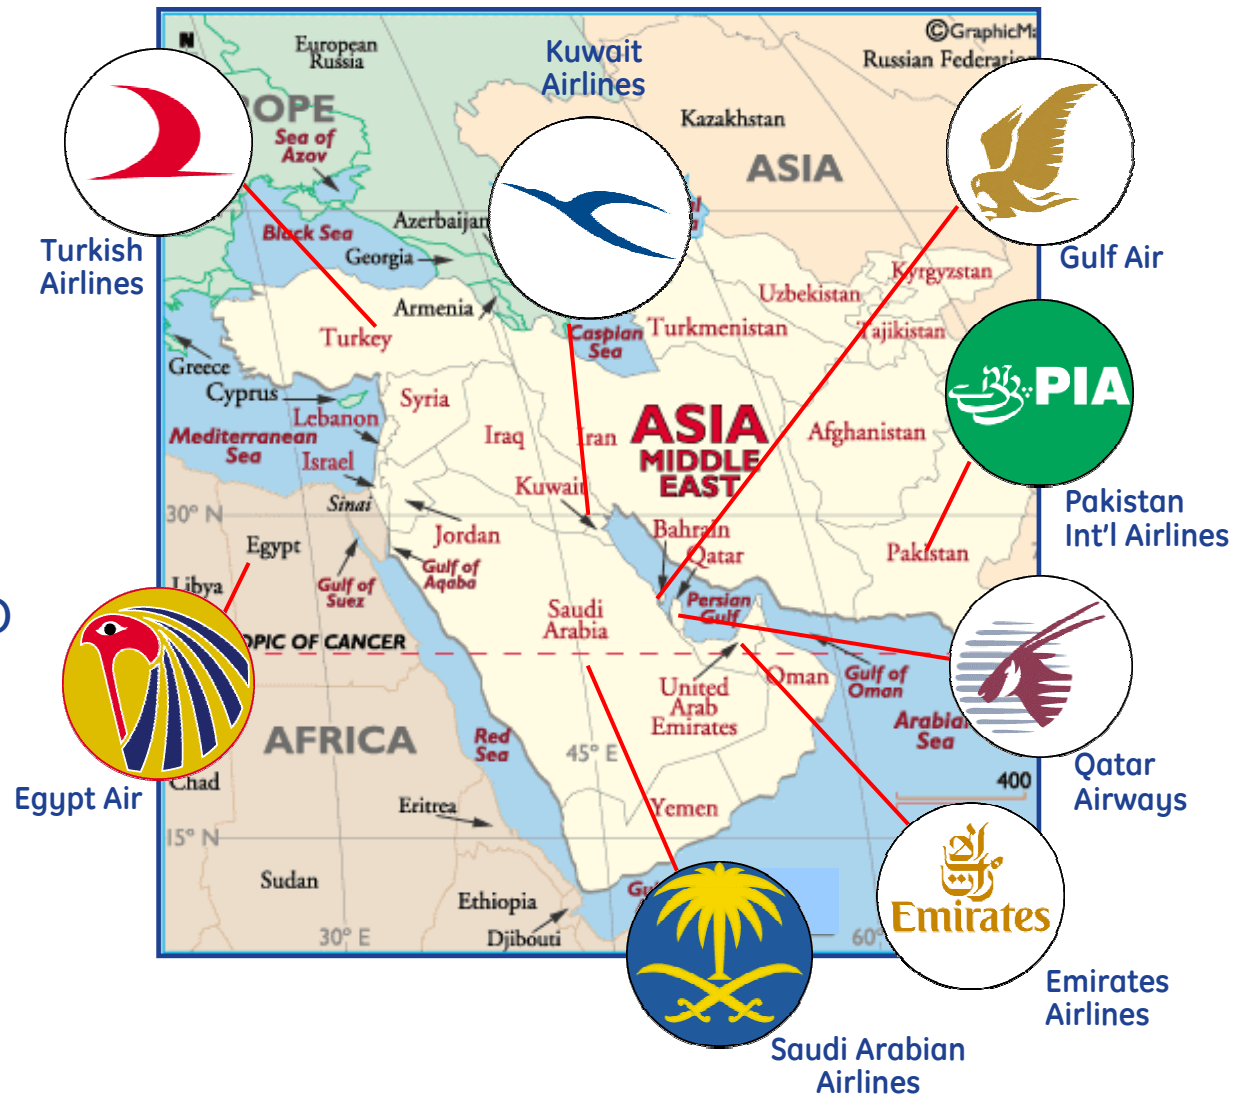 ©GraphicMa
N
European
Russia
Russian Federation
Kuwait
Airlines
OPE
Sea of
Azov
Kazakhstan
ASIA
Azerbaijan
Black Sea
Georgia
Turkish
Airlines
Gulf Air
Kyrgyzstan
Uzbekistan
Armenia
Turkey
Caspian
Sea
Turkmenistan
Tajikistan
Greece
Cyprus
Syria
Lebanon
PIA
Mediterranean
Sea
Iraq
Iran
ASIA
MIDDLE
EAST
Afghanistan
Israel
Kuwait
Sinai
Pakistan
Int'l Airlines
30° N
Jordan
Bahrain
Qatar
Egypt
Pakistan
Gulf of
Aqaba
Gulf of
Suez
Libya
Saudi
Arabia
Persian
Gulf
OPIC OF CANCER
United
Arab
Emirates
Oman
Gulf of
Oman
AFRICA
Red
Sea
Arabian
Sea
45° E
Qatar
Airways
Egypt Air
Chad
400
Eritrea
Yemen
15° N
Sudan
Ethiopia
Gu
Emirates
Djibouti
30° E
60°
Emirates
Airlines
Saudi Arabian
Airlines